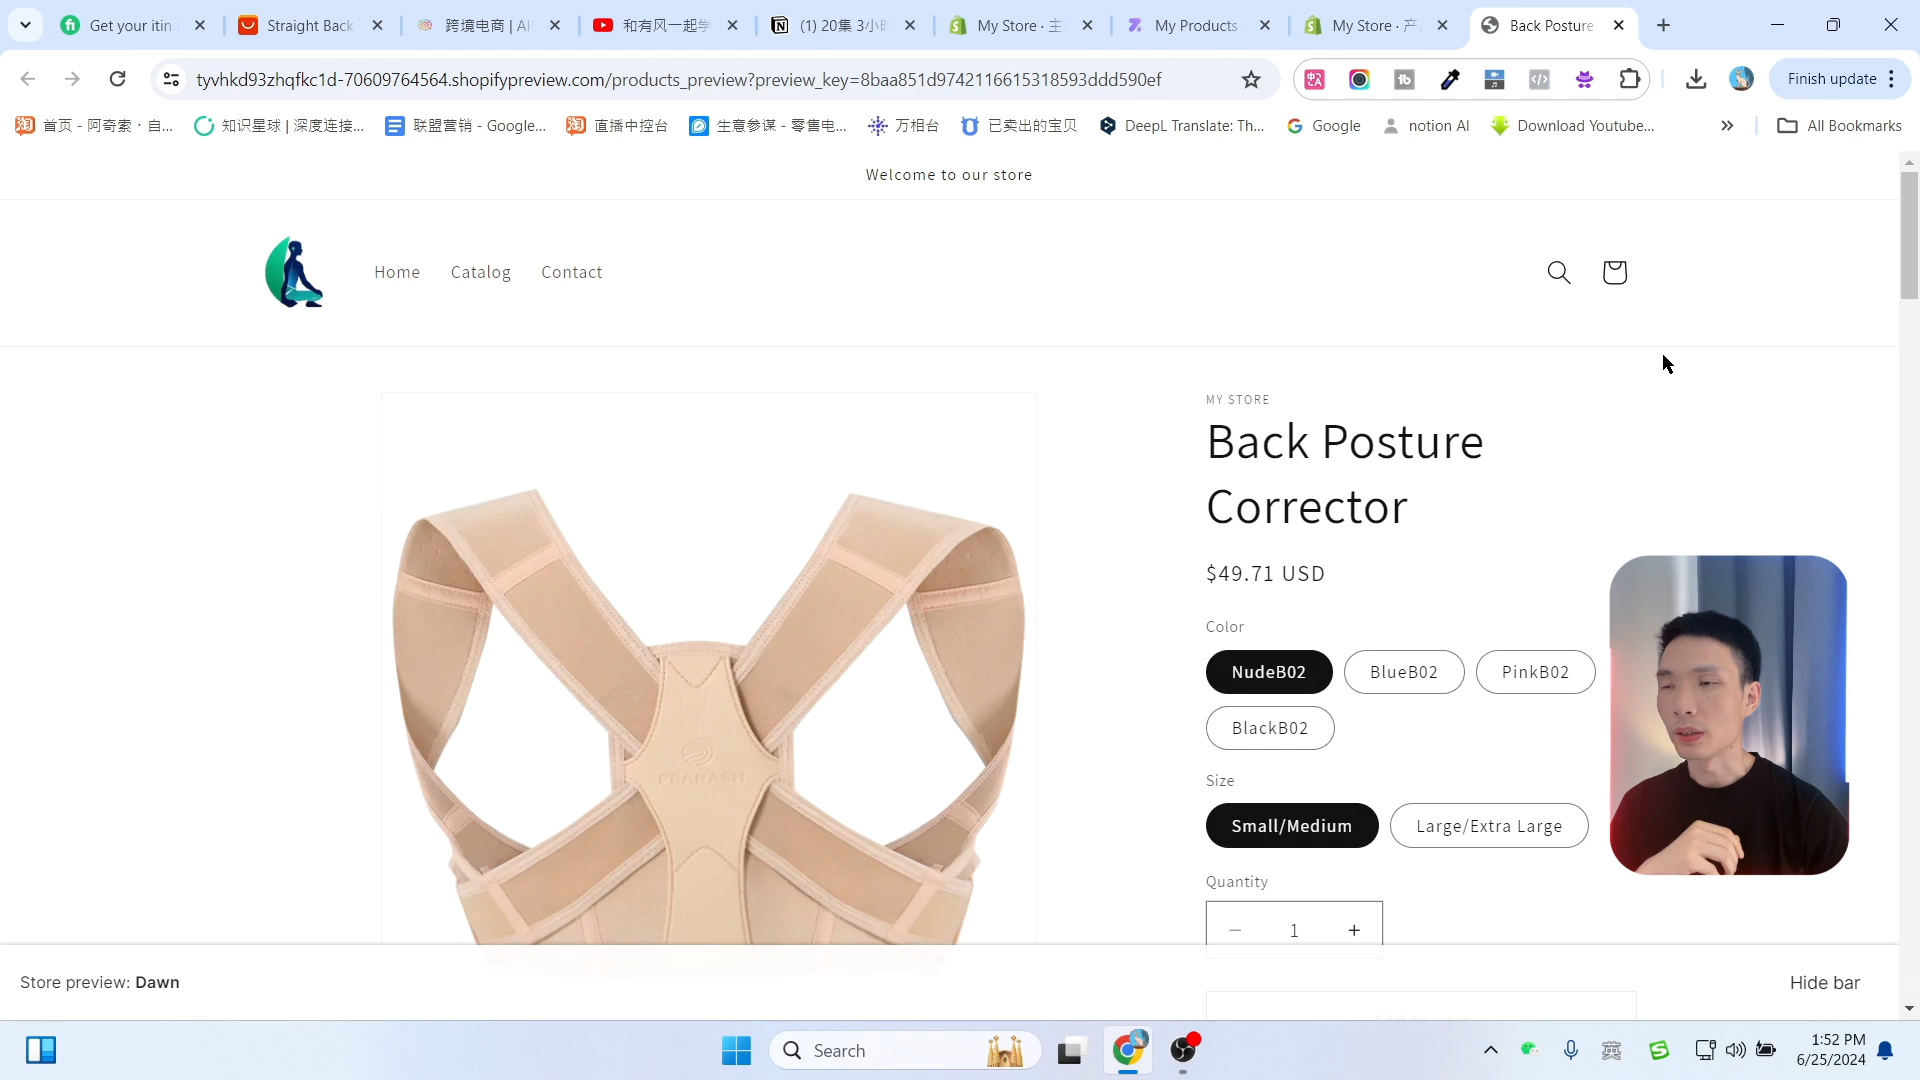 Get your itin
Straight Back
跨境电商 | AI
和有风一起学
(1) 20集 3小时
My Store · 主
My Products
My Store · 产
Back Posture
tyvhkd93zhqfkc1d-70609764564.shopifypreview.com/products_preview?preview_key=8baa851d9742116615318593ddd590ef
Finish update
首页 - 阿奇索 · 自...
知识星球 | 深度连接...
联盟营销 - Google...
直播中控台
生意参谋 - 零售电...
万相台
已卖出的宝贝
DeepL Translate: Th...
Google
notion AI
Download Youtube...
All Bookmarks
Welcome to our store
Home
Catalog
Contact
MY STORE
Back Posture
Corrector
$49.71 USD
Color
NudeB02
BlueB02
PinkB02
BlackB02
Size
Small/Medium
Large/Extra Large
Quantity
1
PRANASH
Store preview: Dawn
Hide bar
Search
英
1:52 PM
6/25/2024